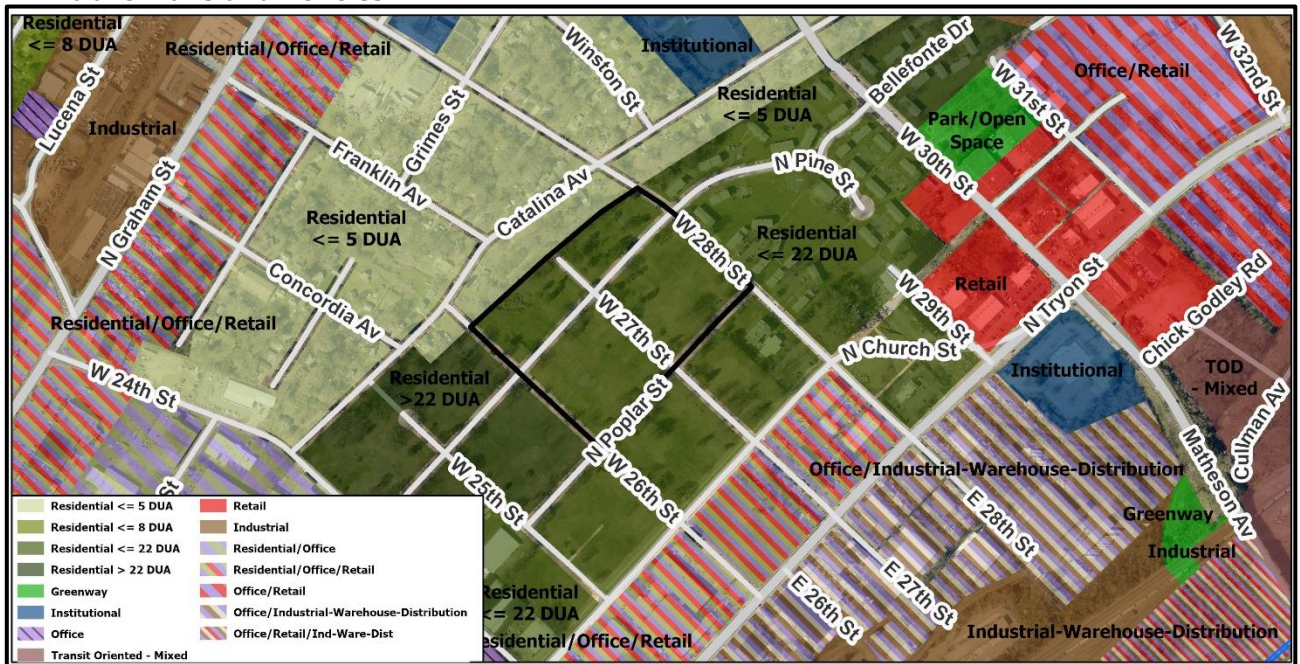 Residential
<= 8 DUA
Residential/Office/Retail
Winston St
Institutional
Bellefonte Dr
W 32nd St
Lucena St
Industrial
Grimes St
Residential
<= 5 DUA
W 31st St
Office/Retail
Park/Open
Space
N Graham St
Franklin Av
Catalina Av
N Pine St
W 30th St
Residential
<= 5 DUA
Concordia Av
W 28th St
Residential
<= 22 DUA
Retail
W 29th St
N Tryon St
Chick Godley Rd
Residential/Office/Retail
W 27th St
N Church St
Institutional
TOD
- Mixed
W 24th St
Residential
>22 DUA
N Poplar St
Cullman Av
Matheson Av
W 25th St
W 26th St
Office/Industrial-Warehouse-Distribution
E 28th St
Greenway
Industrial
St
E 27th St
E 26th St
Residential
<= 22 DUA
esidential/Office/Retail
Industrial-Warehouse-Distribution
Residential <= 5 DUA
Residential <= 8 DUA
Residential <= 22 DUA
Residential > 22 DUA
Greenway
Institutional
Office
Transit Oriented - Mixed
Retail
Industrial
Residential/Office
Residential/Office/Retail
Office/Retail
Office/Industrial-Warehouse-Distribution
Office/Retail/Ind-Ware-Dist